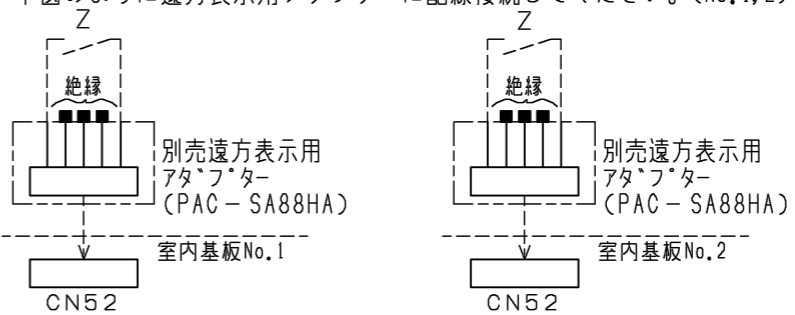 Z
絶縁
別売遠方表示用
アダプター
(PAC-SA88HA)
室内基板No.1
CN52
Z
絶縁
別売遠方表示用
アダプター
(PAC-SA88HA)
室内基板No.2
CN52